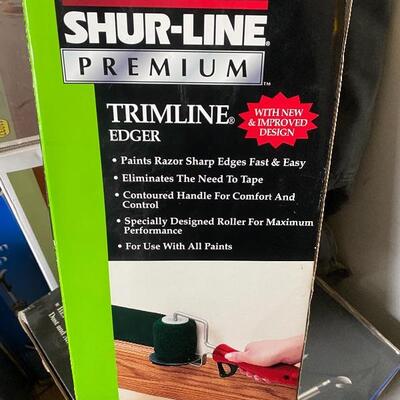 SHUR-LINE®
PREMIUM™
TRIMLINE®
EDGER
WITH NEW
& IMPROVED
DESIGN
• Paints Razor Sharp Edges Fast & Easy
• Eliminates The Need To Tape
• Contoured Handle For Comfort And
Control
• Specially Designed Roller For Maximum
Performance
• For Use With All Paints